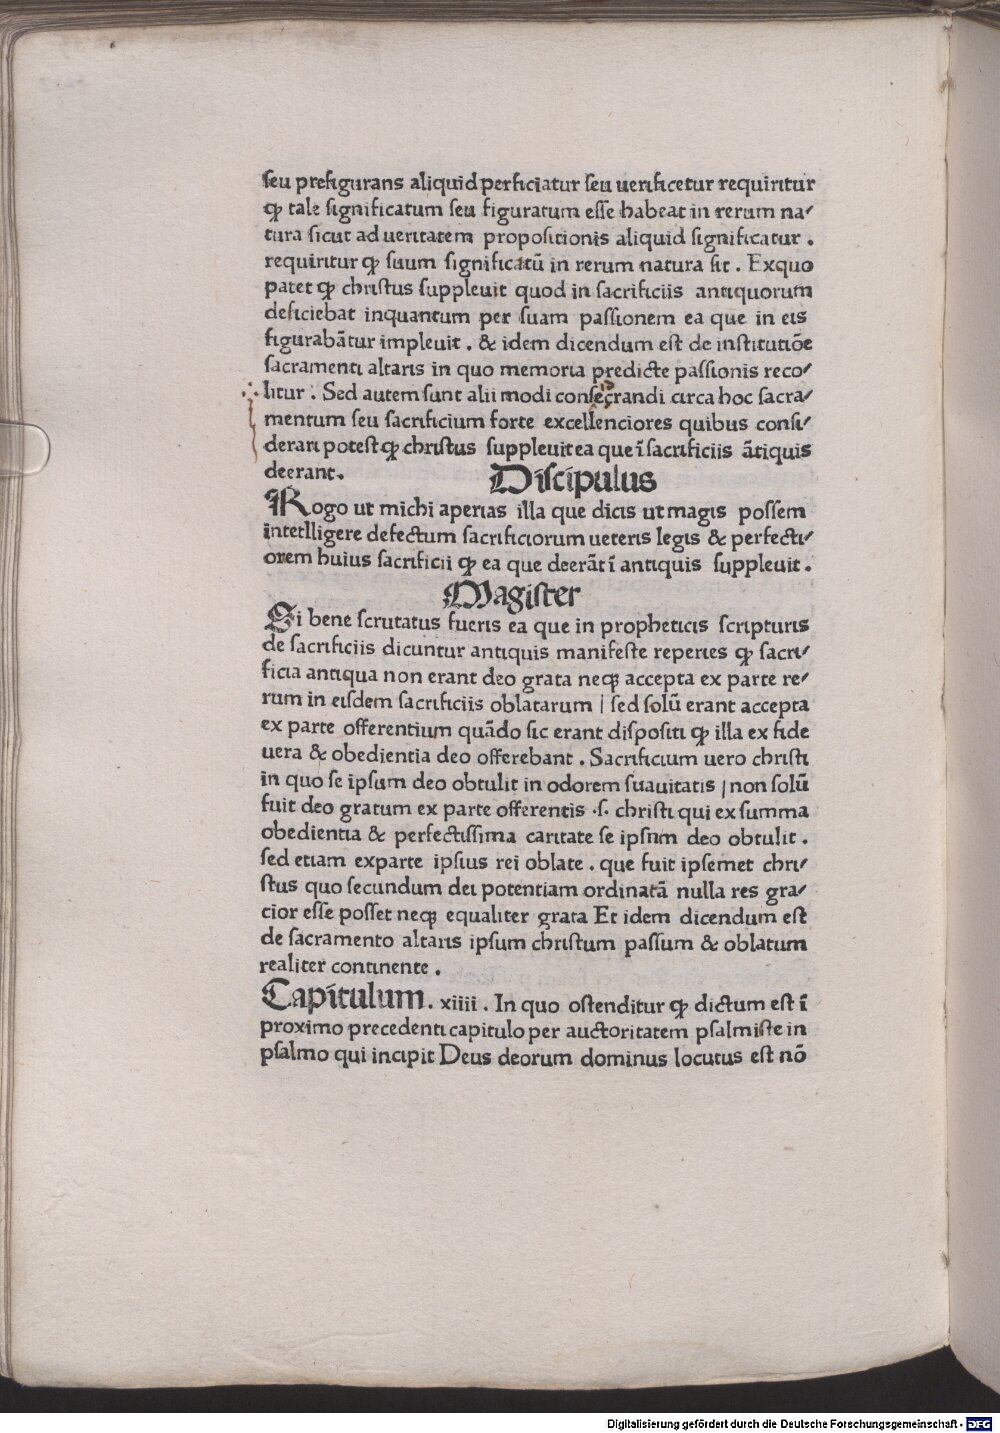 seu prefigurans aliquid perficiatur seu uerificetur requiritur
ꝙ tale significatum seu figuratum esse habeat in rerum na⸗
tura sicut ad ueritatem propositionis aliquid significatur .
requiritur ꝙ suum significatū in rerum natura sit . Exquo
patet ꝙ christus suppleuit quod in sacrificiis antiquorum
deficiebat inquantum per suam passionem ea que in eis
figurabātur impleuit . & idem dicendum est de institutiōe
sacramenti altaris in quo memoria predicte passionis reco⸗
litur . Sed autem sunt alii modi consecrandi circa hoc sacra⸗
mentum seu sacrificium forte excellenciores quibus consi⸗
derari potest ꝙ christus suppleuit ea que ī sacrificiis ātiquis
deerant.
Discipulus
Rogo ut michi aperias illa que dicis ut magis possem
intetlligere defectum sacrificiorum ueteris legis & perfecti⸗
orem huius sacrificii ꝙ ea que deerāt ī antiquis suppleuit .
Magister
Si bene scrutatus fueris ea que in propheticis scripturis
de sacrificiis dicuntur antiquis manifeste reperies ꝙ sacri⸗
ficia antiqua non erant deo grata neqꝫ accepta ex parte re⸗
rum in eisdem sacrificiis oblatarum | sed solū erant accepta
ex parte offerentium quādo sic erant dispositi ꝙ illa ex fide
uera & obedientia deo offerebant . Sacrificium uero christi
in quo se ipsum deo obtulit in odorem suauitatis | non solū
fuit deo gratum ex parte offerentis .s. christi qui ex summa
obedientia & perfectissima caritate se ipsnm deo obtulit .
sed etiam exparte ipsius rei oblate . que fuit ipsemet chri⸗
stus quo secundum dei potentiam ordinatā nulla res gra⸗
cior esse posset neqꝫ equaliter grata Et idem dicendum est
de sacramento altaris ipsum christum passum & oblatum
realiter continente .
Capitulum . xiiii . In quo ostenditur ꝙ dictum est ī
proximo precedenti capitulo per auctoritatem psalmiste in
psalmo qui incipit Deus deorum dominus locutus est nō
Digitalisierung gefördert durch die Deutsche Forschungsgemeinschaft - DFG